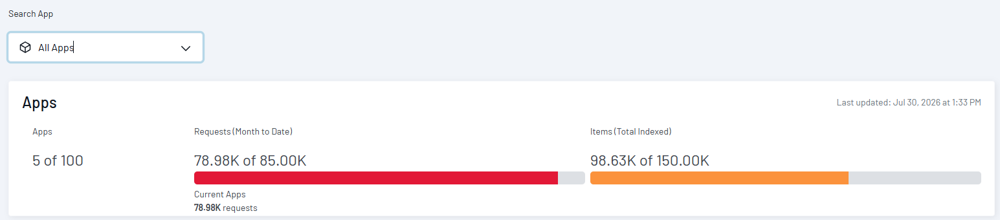 Search App
All Apps
Apps
Last updated: Jul 30, 2026 at 1:33 PM
Apps
Requests (Month to Date)
Items (Total Indexed)
5 of 100
78.98K of 85.00K
98.63K of 150.00K
Current Apps
78.98K requests